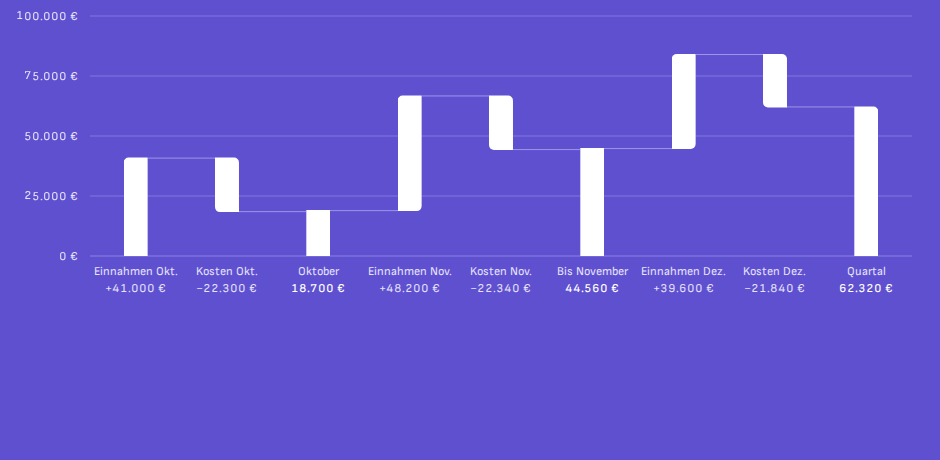 100.000 €
75.000 €
50.000 €
25.000 €
0 €
Einnahmen Okt. Kosten Okt. Oktober Einnahmen Nov. Kosten Nov. Bis November Einnahmen Dez. Kosten Dez. Quartal
+41.000 € −22.300 € 18.700 € +48.200 € −22.340 € 44.560 € +39.600 € −21.840 € 62.320 €